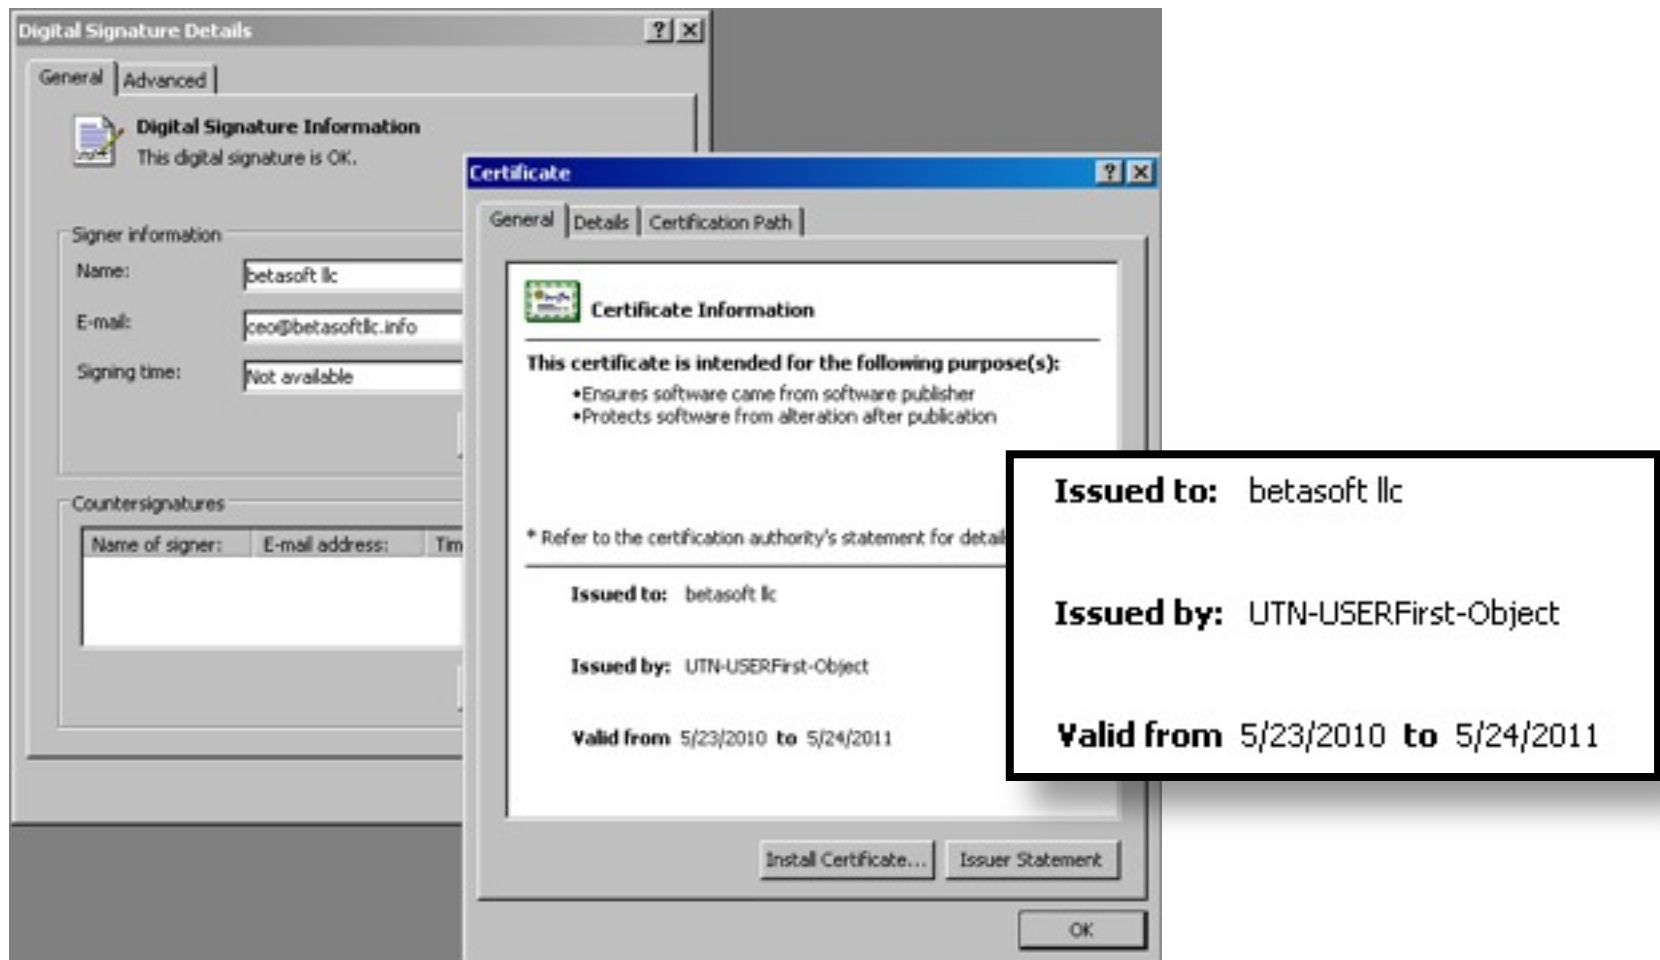 Digital Signature Details
General Advanced
Digital Signature Information
This digital signature is OK.
Signer information
Name: betasoft llc
E-mail: ceo@betasoftllc.info
Signing time: Not available
Countersignatures
Name of signer: E-mail address: Tim
Certificate
General Details Certification Path
Certificate Information
This certificate is intended for the following purpose(s):
•Ensures software came from software publisher
•Protects software from alteration after publication
* Refer to the certification authority's statement for detail
Issued to: betasoft llc
Issued by: UTN-USERFirst-Object
Valid from 5/23/2010 to 5/24/2011
Install Certificate... Issuer Statement
OK
Issued to: betasoft llc
Issued by: UTN-USERFirst-Object
Valid from 5/23/2010 to 5/24/2011